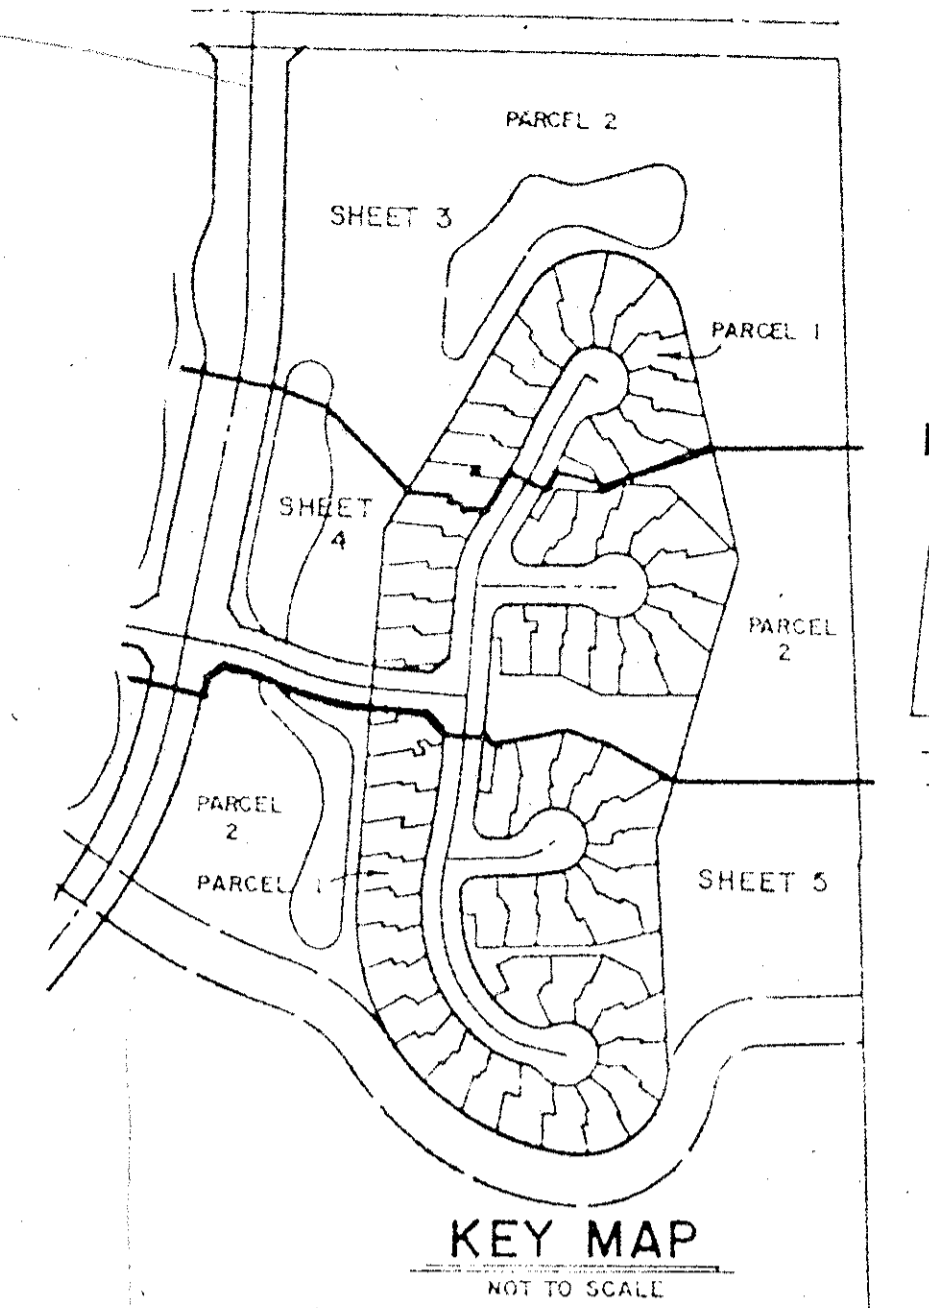 PARCEL 2
SHEET 3
PARCEL 1
SHEET
4
PARCEL
2
PARCEL
2
PARCEL 1
SHEET 5
KEY MAP
NOT TO SCALE